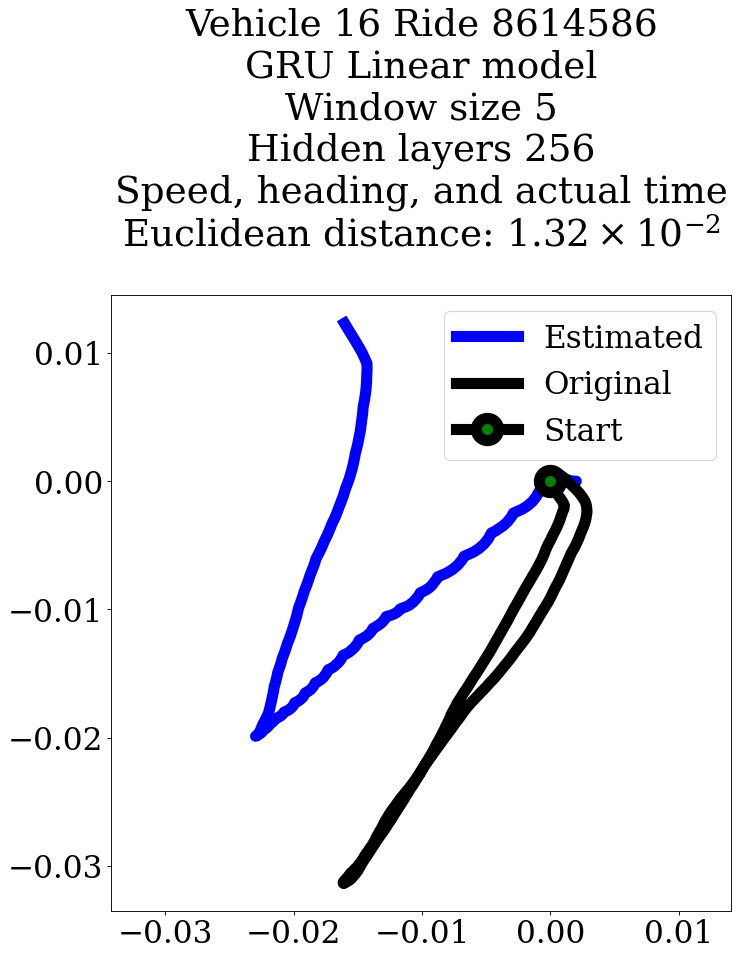 Vehicle 16 Ride 8614586
GRU Linear model
Window size 5
Hidden layers 256
Speed, heading, and actual time
Euclidean distance: 1.32 × 10⁻²
Estimated
Original
Start
0.01
0.00
−0.01
−0.02
−0.03
−0.03 −0.02 −0.01 0.00 0.01